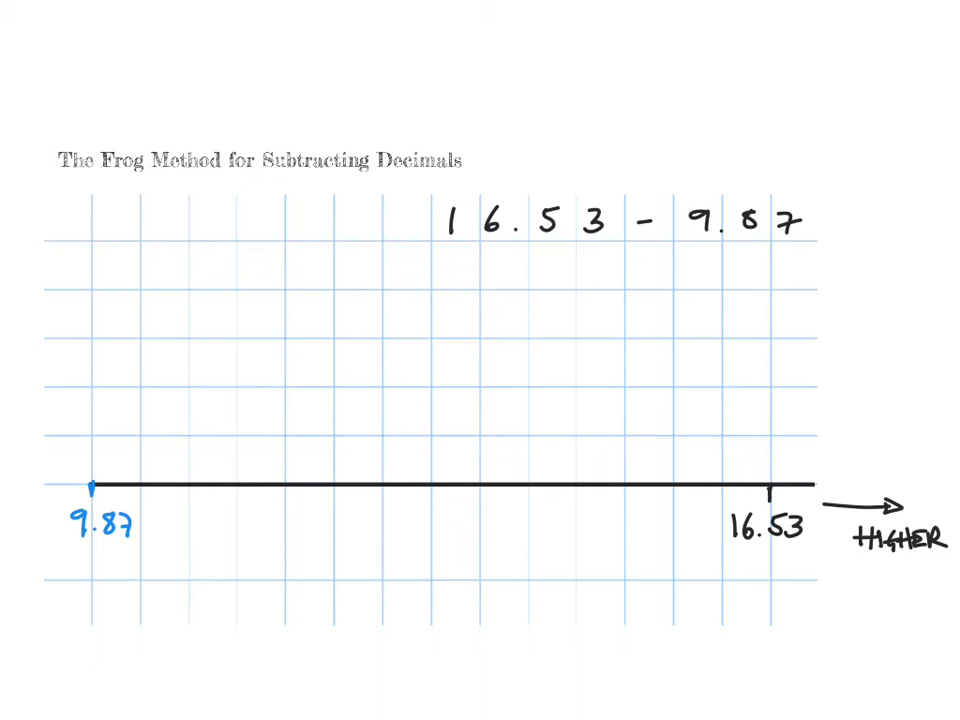 The Frog Method for Subtracting Decimals
16.53 - 9.87
9.87
16.53
HIGHER